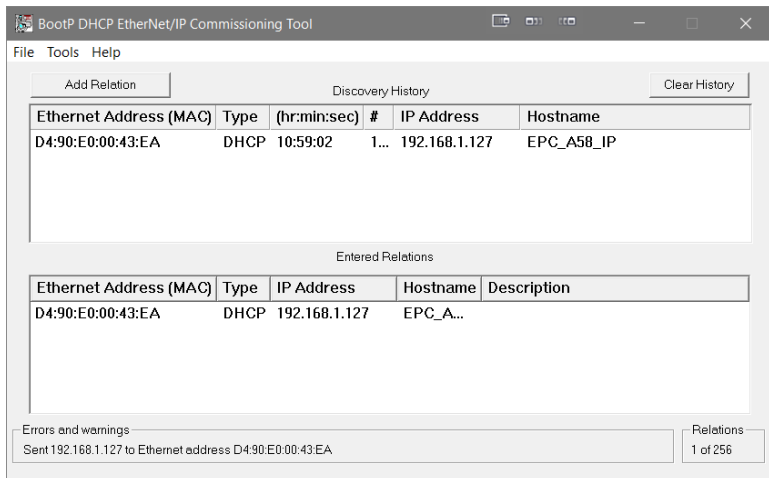 BootP DHCP EtherNet/IP Commissioning Tool
File Tools Help
Add Relation
Discovery History
Clear History
Ethernet Address (MAC) Type (hr:min:sec) # IP Address Hostname
D4:90:E0:00:43:EA DHCP 10:59:02 1... 192.168.1.127 EPC_A58_IP
Entered Relations
Ethernet Address (MAC) Type IP Address Hostname Description
D4:90:E0:00:43:EA DHCP 192.168.1.127 EPC_A...
Errors and warnings
Sent 192.168.1.127 to Ethernet address D4:90:E0:00:43:EA
Relations
1 of 256